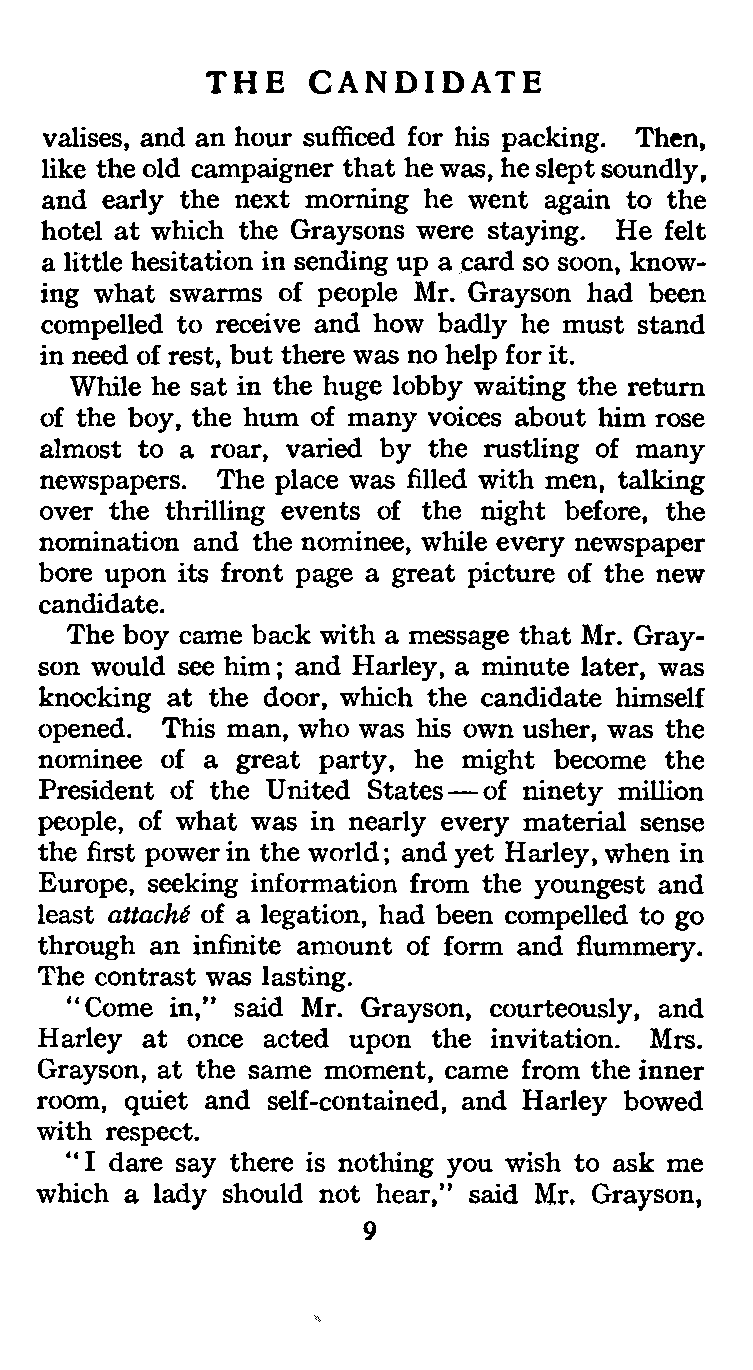 THE CANDIDATE
valises, and an hour sufficed for his packing. Then,
like the old campaigner that he was, he slept soundly,
and early the next morning he went again to the
hotel at which the Graysons were staying. He felt
a little hesitation in sending up a card so soon, know-
ing what swarms of people Mr. Grayson had been
compelled to receive and how badly he must stand
in need of rest, but there was no help for it.
While he sat in the huge lobby waiting the return
of the boy, the hum of many voices about him rose
almost to a roar, varied by the rustling of many
newspapers. The place was filled with men, talking
over the thrilling events of the night before, the
nomination and the nominee, while every newspaper
bore upon its front page a great picture of the new
candidate.
The boy came back with a message that Mr. Gray-
son would see him; and Harley, a minute later, was
knocking at the door, which the candidate himself
opened. This man, who was his own usher, was the
nominee of a great party, he might become the
President of the United States—of ninety million
people, of what was in nearly every material sense
the first power in the world; and yet Harley, when in
Europe, seeking information from the youngest and
least attaché of a legation, had been compelled to go
through an infinite amount of form and flummery.
The contrast was lasting.
"Come in," said Mr. Grayson, courteously, and
Harley at once acted upon the invitation. Mrs.
Grayson, at the same moment, came from the inner
room, quiet and self-contained, and Harley bowed
with respect.
"I dare say there is nothing you wish to ask me
which a lady should not hear," said Mr. Grayson,
9